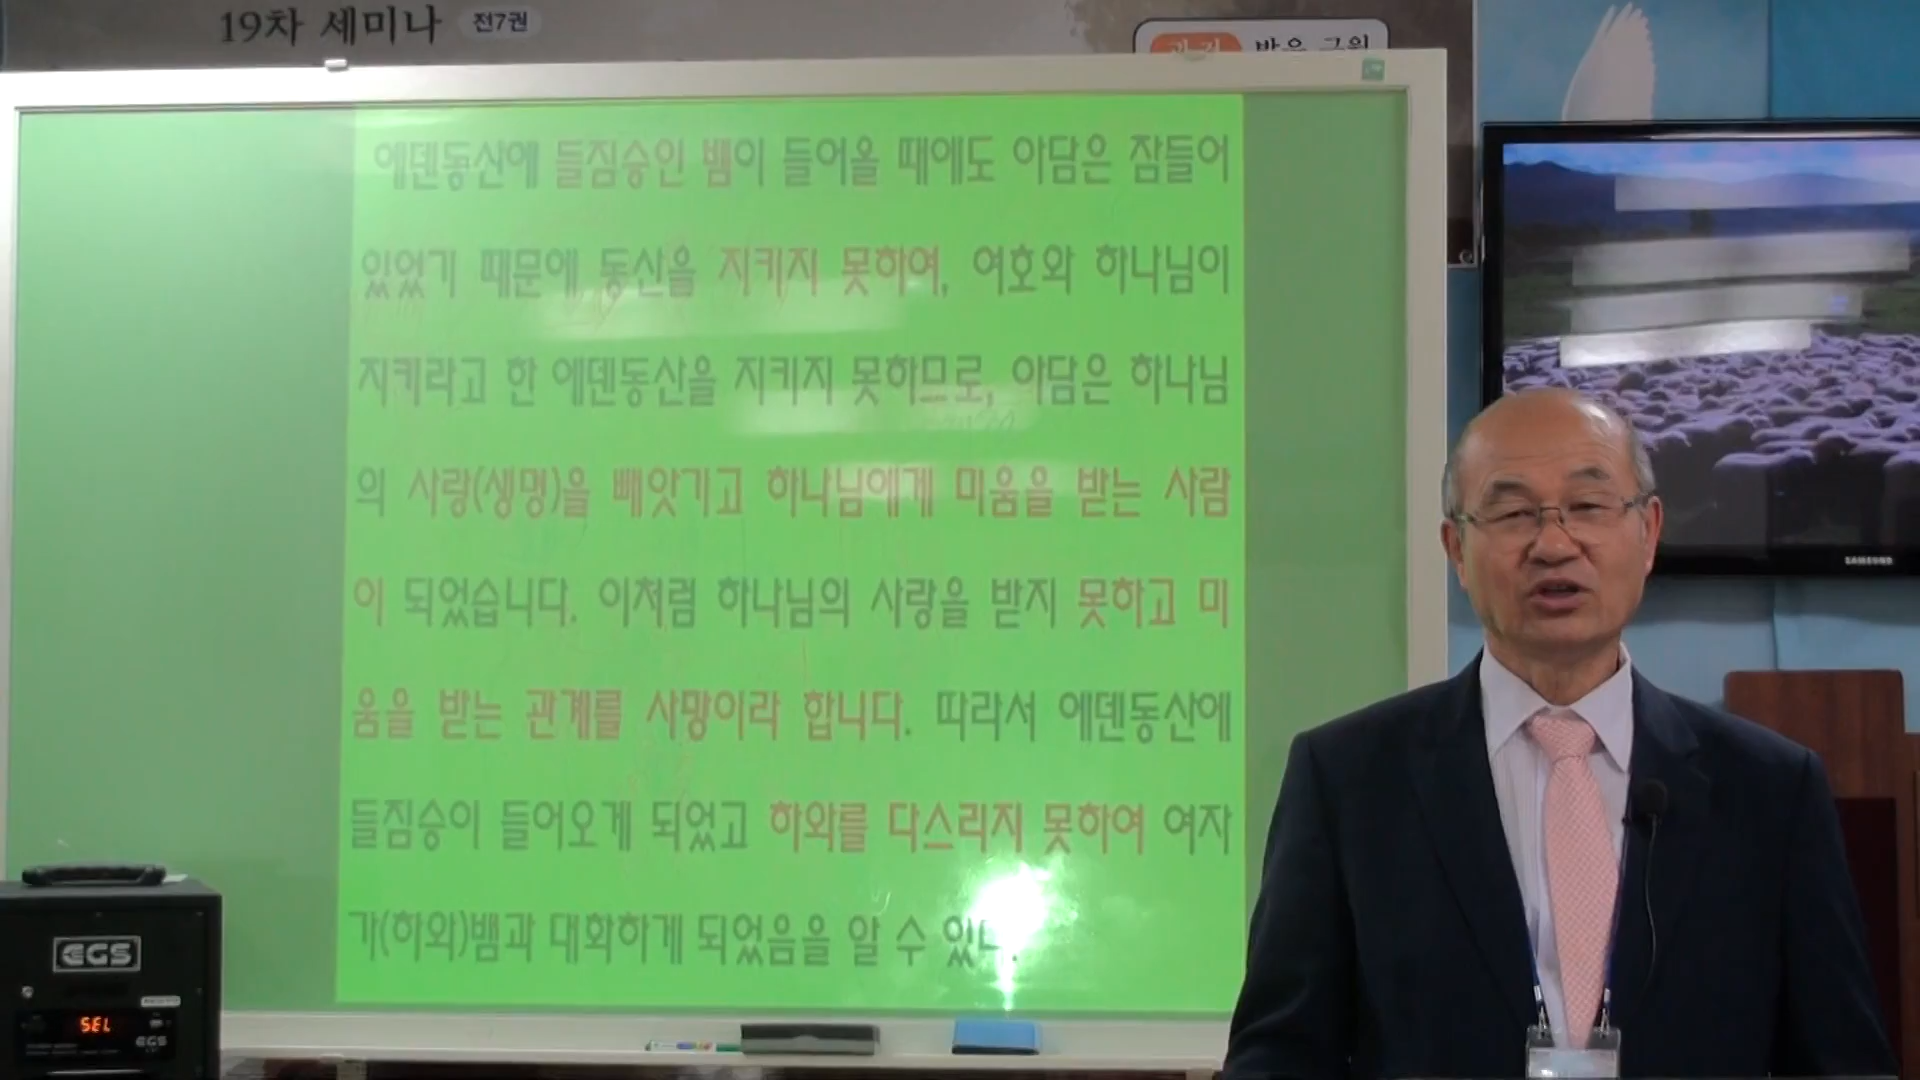 19차 세미나 전7권
에덴동산에 들짐승인 뱀이 들어올 때에도 아담은 잠들어
있었기 때문에 동산을 지키지 못하여, 여호와 하나님이
지키라고 한 에덴동산을 지키지 못하므로, 아담은 하나님
의 사랑(생명)을 빼앗기고 하나님에게 미움을 받는 사람
이 되었습니다. 이처럼 하나님의 사랑을 받지 못하고 미
움을 받는 관계를 사망이라 합니다. 따라서 에덴동산에
들짐승이 들어오게 되었고 하와를 다스리지 못하여 여자
가(하와)뱀과 대화하게 되었음을 알 수 있
SAMSUNG
EGS
SEL
EGS